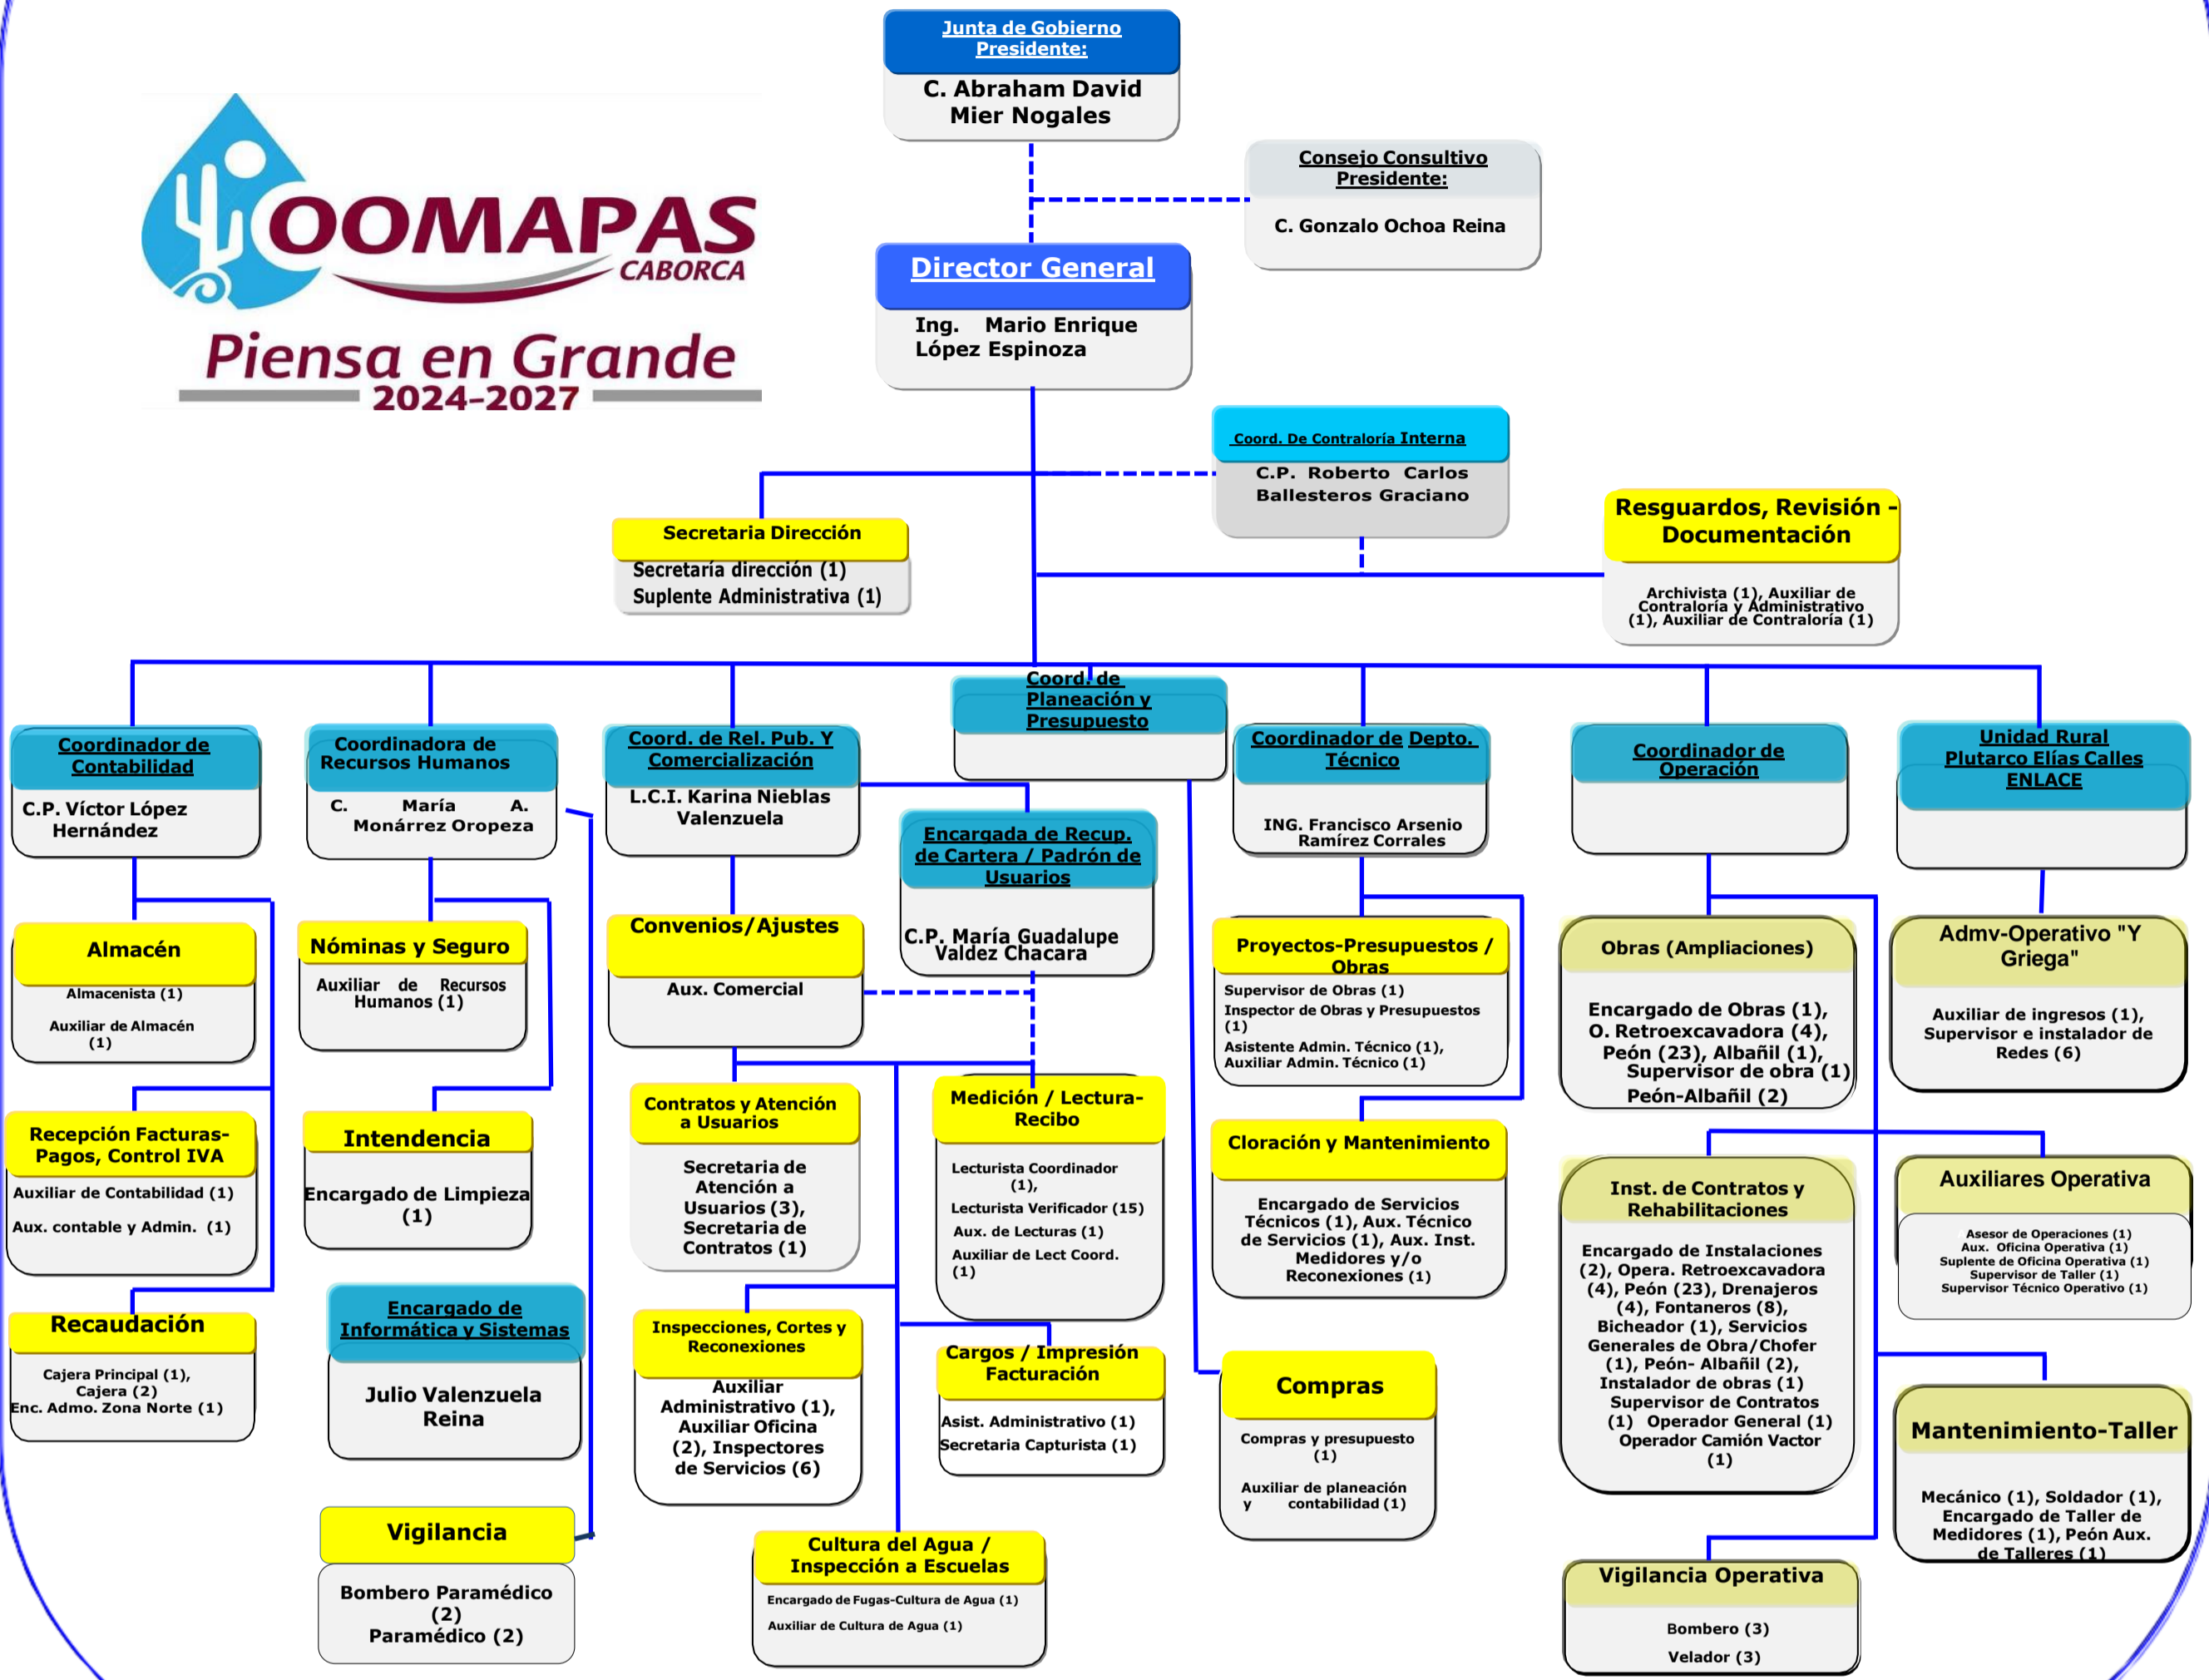 Junta de Gobierno
Presidente:
C. Abraham David
Mier Nogales
Consejo Consultivo
Presidente:
C. Gonzalo Ochoa Reina
OOMAPAS
CABORCA
Piensa en Grande
2024-2027
Director General
Ing. Mario Enrique
López Espinoza
Coord. De Contraloría Interna
C.P. Roberto Carlos
Ballesteros Graciano
Secretaria Dirección
Secretaría dirección (1)
Suplente Administrativa (1)
Resguardos, Revisión -
Documentación
Archivista (1), Auxiliar de
Contraloría y Administrativo
(1), Auxiliar de Contraloría (1)
Coordinador de
Contabilidad
C.P. Víctor López
Hernández
Coordinadora de
Recursos Humanos
C. María A.
Monárrez Oropeza
Coord. de Rel. Pub. Y
Comercialización
L.C.I. Karina Nieblas
Valenzuela
Coord. de
Planeación y
Presupuesto
Coordinador de Depto.
Técnico
ING. Francisco Arsenio
Ramírez Corrales
Coordinador de
Operación
Unidad Rural
Plutarco Elías Calles
ENLACE
Encargada de Recup.
de Cartera / Padrón de
Usuarios
C.P. María Guadalupe
Valdez Chacara
Almacén
Almacenista (1)
Auxiliar de Almacén
(1)
Nóminas y Seguro
Auxiliar de Recursos
Humanos (1)
Convenios/Ajustes
Aux. Comercial
Proyectos-Presupuestos /
Obras
Supervisor de Obras (1)
Inspector de Obras y Presupuestos
(1)
Asistente Admin. Técnico (1),
Auxiliar Admin. Técnico (1)
Obras (Ampliaciones)
Encargado de Obras (1),
O. Retroexcavadora (4),
Peón (23), Albañil (1),
Supervisor de obra (1)
Peón-Albañil (2)
Admv-Operativo "Y
Griega"
Auxiliar de ingresos (1),
Supervisor e instalador de
Redes (6)
Recepción Facturas-
Pagos, Control IVA
Auxiliar de Contabilidad (1)
Aux. contable y Admin. (1)
Intendencia
Encargado de Limpieza
(1)
Contratos y Atención
a Usuarios
Secretaria de
Atención a
Usuarios (3),
Secretaria de
Contratos (1)
Medición / Lectura-
Recibo
Lecturista Coordinador
(1),
Lecturista Verificador (15)
Aux. de Lecturas (1)
Auxiliar de Lect Coord.
(1)
Cloración y Mantenimiento
Encargado de Servicios
Técnicos (1), Aux. Técnico
de Servicios (1), Aux. Inst.
Medidores y/o
Reconexiones (1)
Inst. de Contratos y
Rehabilitaciones
Encargado de Instalaciones
(2), Opera. Retroexcavadora
(4), Peón (23), Drenajeros
(4), Fontaneros (8),
Bicheador (1), Servicios
Generales de Obra/Chofer
(1), Peón- Albañil (2),
Instalador de obras (1)
Supervisor de Contratos
(1) Operador General (1)
Operador Camión Vactor
(1)
Auxiliares Operativa
Asesor de Operaciones (1)
Aux. Oficina Operativa (1)
Suplente de Oficina Operativa (1)
Supervisor de Taller (1)
Supervisor Técnico Operativo (1)
Recaudación
Cajera Principal (1),
Cajera (2)
Enc. Admo. Zona Norte (1)
Encargado de
Informática y Sistemas
Julio Valenzuela
Reina
Inspecciones, Cortes y
Reconexiones
Auxiliar
Administrativo (1),
Auxiliar Oficina
(2), Inspectores
de Servicios (6)
Cargos / Impresión
Facturación
Asist. Administrativo (1)
Secretaria Capturista (1)
Compras
Compras y presupuesto
(1)
Auxiliar de planeación
y contabilidad (1)
Mantenimiento-Taller
Mecánico (1), Soldador (1),
Encargado de Taller de
Medidores (1), Peón Aux.
de Talleres (1)
Vigilancia
Bombero Paramédico
(2)
Paramédico (2)
Cultura del Agua /
Inspección a Escuelas
Encargado de Fugas-Cultura de Agua (1)
Auxiliar de Cultura de Agua (1)
Vigilancia Operativa
Bombero (3)
Velador (3)